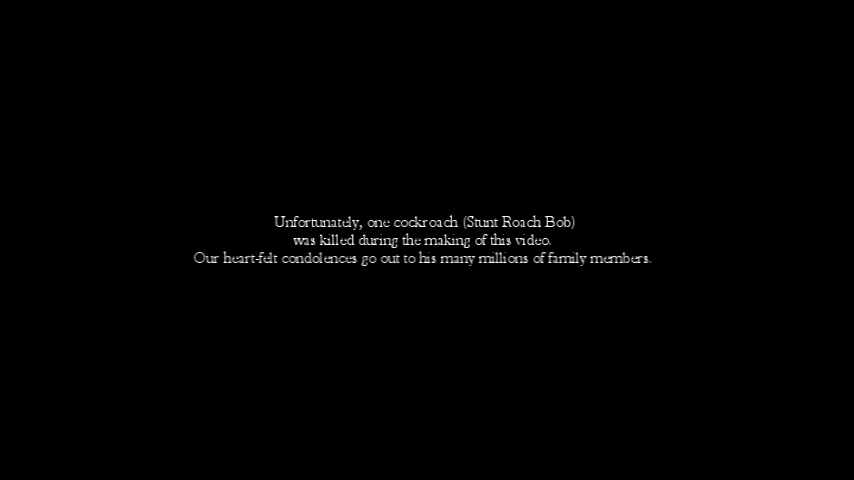 Unfortunately, one cockroach (Stunt Roach Bob)
was killed during the making of this video.
Our heart-felt condolences go out to his many millions of family members.